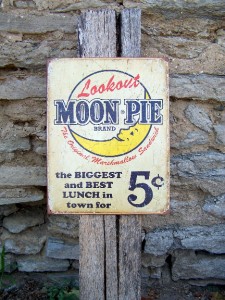 Lookout
MOON PIE
BRAND
The Original Marshmallow Sandwich
the BIGGEST
and BEST
LUNCH in
town for
5¢